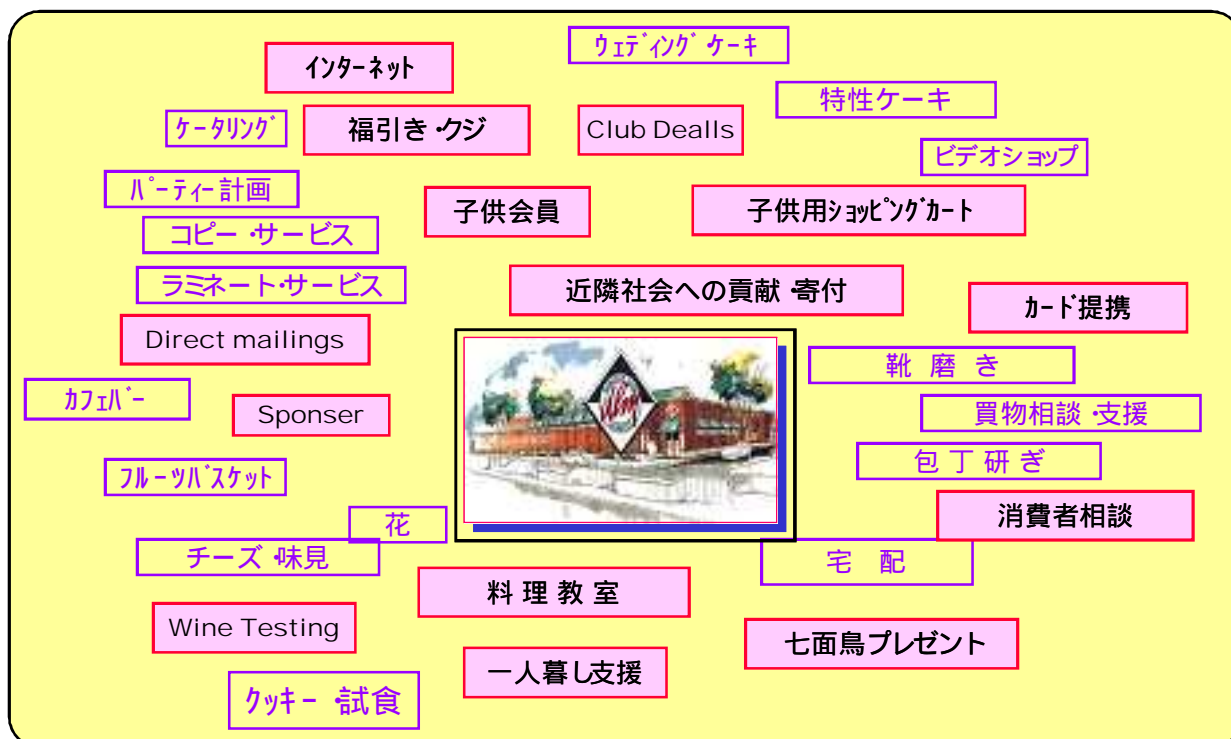 ウェディング・ケーキ
インターネット
特性ケーキ
ケータリング
福引き・クジ
Club Dealls
ビデオショップ
パーティー計画
子供会員
子供用ショッピングカート
コピー・サービス
ラミネート・サービス
近隣社会への貢献・寄付
カード提携
Direct mailings
靴磨き
カフェバー
Sponser
買物相談・支援
包丁研ぎ
フルーツバスケット
消費者相談
花
チーズ・味見
宅配
料理教室
Wine Testing
七面鳥プレゼント
一人暮し支援
クッキー・試食